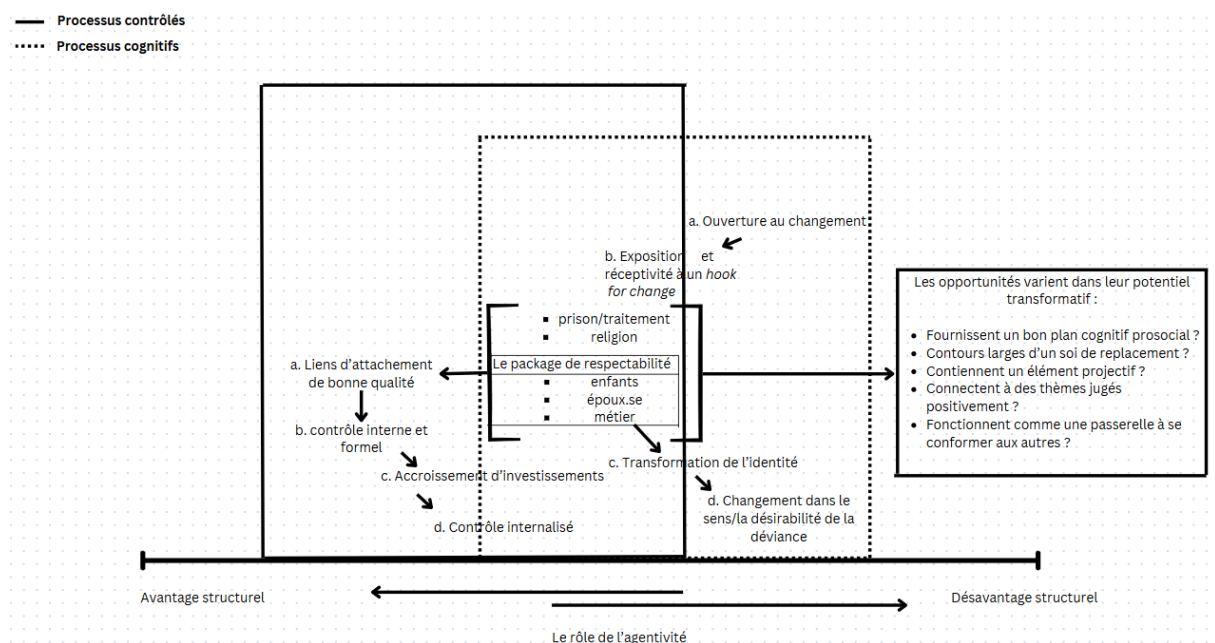 Processus contrôlés
Processus cognitifs
a. Ouverture au changement
b. Exposition et
réceptivité à un hook
for change
prison/traitement
religion
Le package de respectabilité
enfants
époux.se
métier
a. Liens d'attachement
de bonne qualité
b. contrôle interne et
formel
c. Accroissement d'investissements
d. Contrôle internalisé
c. Transformation de l'identité
d. Changement dans le
sens/la désirabilité de la
déviance
Les opportunités varient dans leur potentiel
transformatif :
Fournissent un bon plan cognitif prosocial ?
Contours larges d'un soi de replacement ?
Contiennent un élément projectif ?
Connectent à des thèmes jugés
positivement ?
Fonctionnent comme une passerelle à se
conformer aux autres ?
Avantage structurel
Désavantage structurel
Le rôle de l'agentivité